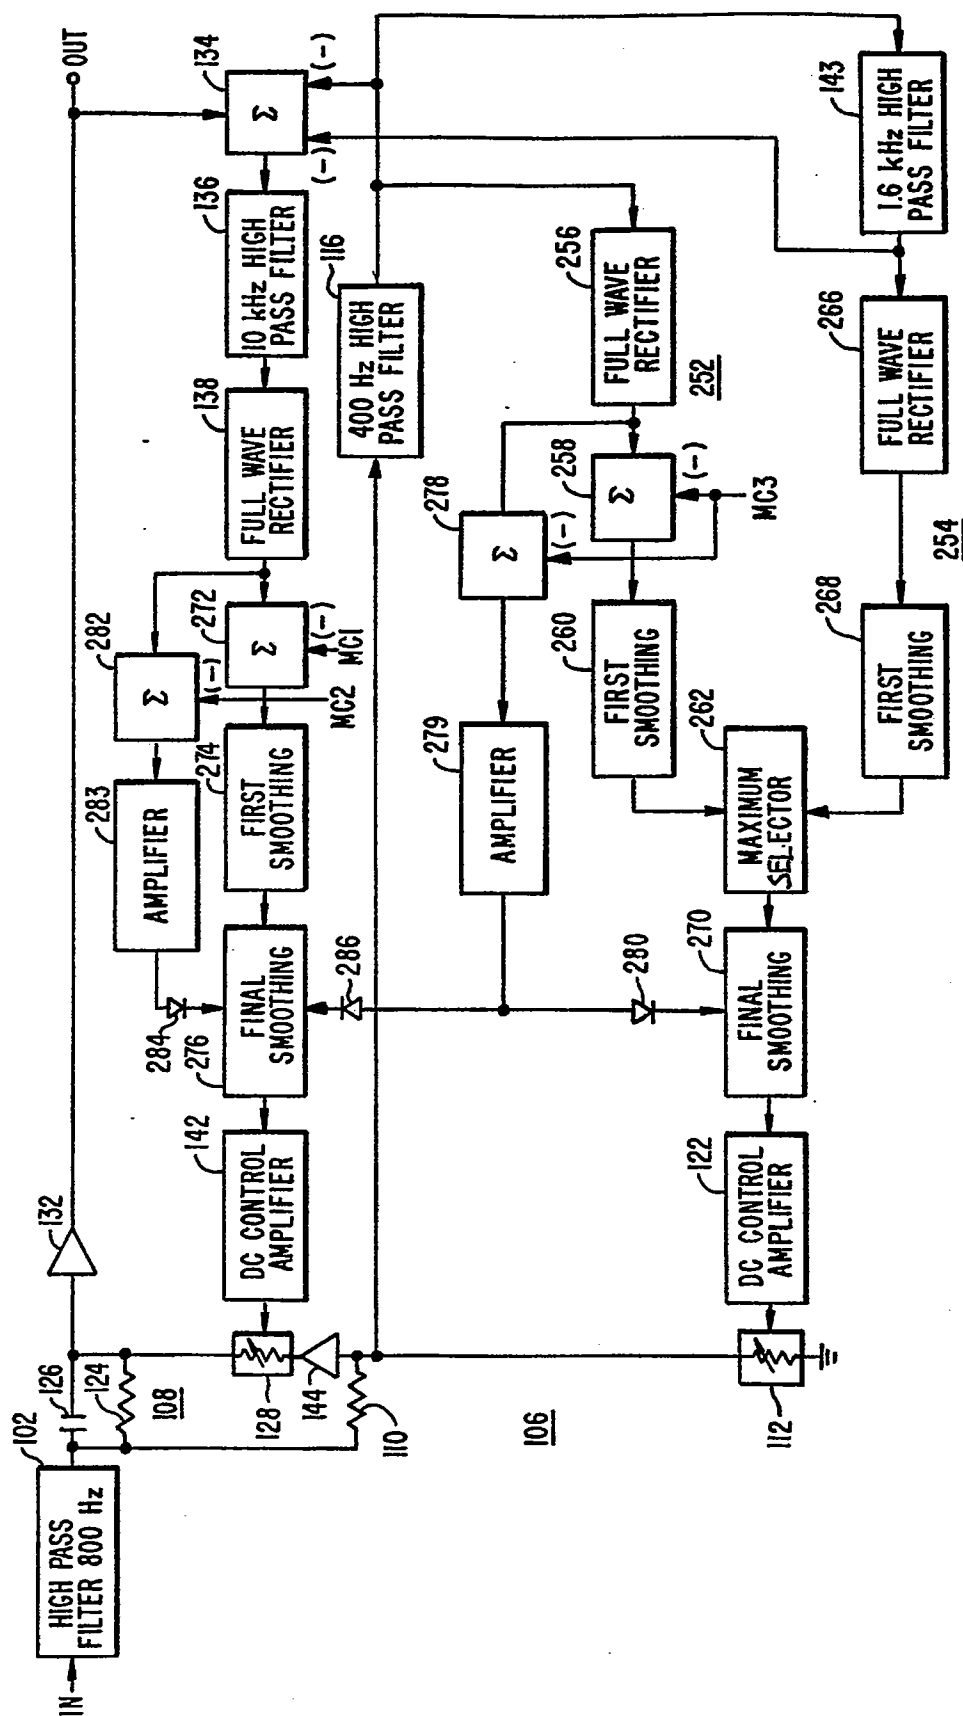 IN
HIGH PASS
FILTER 800 Hz
102
126
124
108
128
144
110
106
112
132
OUT
134
Σ
(-)
(-)
136
10 kHz HIGH
PASS FILTER
138
FULL WAVE
RECTIFIER
282
Σ
(-)
272
Σ
(-)
MC1
MC2
283
AMPLIFIER
274
FIRST
SMOOTHING
284
276
FINAL
SMOOTHING
286
142
DC CONTROL
AMPLIFIER
116
400 Hz HIGH
PASS FILTER
256
FULL WAVE
RECTIFIER
252
278
Σ
(-)
258
Σ
(-)
MC3
279
AMPLIFIER
260
FIRST
SMOOTHING
280
262
MAXIMUM
SELECTOR
270
FINAL
SMOOTHING
122
DC CONTROL
AMPLIFIER
143
1.6 kHz HIGH
PASS FILTER
266
FULL WAVE
RECTIFIER
254
268
FIRST
SMOOTHING